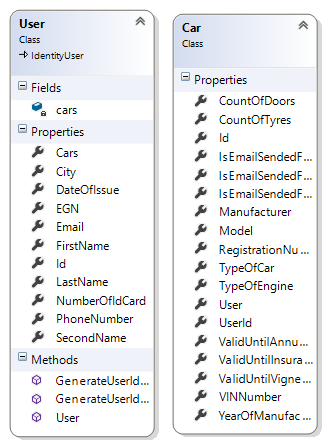 User
Class
IdentityUser
Fields
cars
Properties
Cars
City
DateOfIssue
EGN
Email
FirstName
Id
LastName
NumberOfIdCard
PhoneNumber
SecondName
Methods
GenerateUserId...
GenerateUserId...
User
Car
Class
Properties
CountOfDoors
CountOfTyres
Id
IsEmailSendedF...
IsEmailSendedF...
IsEmailSendedF...
Manufacturer
Model
RegistrationNu...
TypeOfCar
TypeOfEngine
User
UserId
ValidUntilAnnu...
ValidUntilInsura...
ValidUntilVigne...
VINNumber
YearOfManufac...